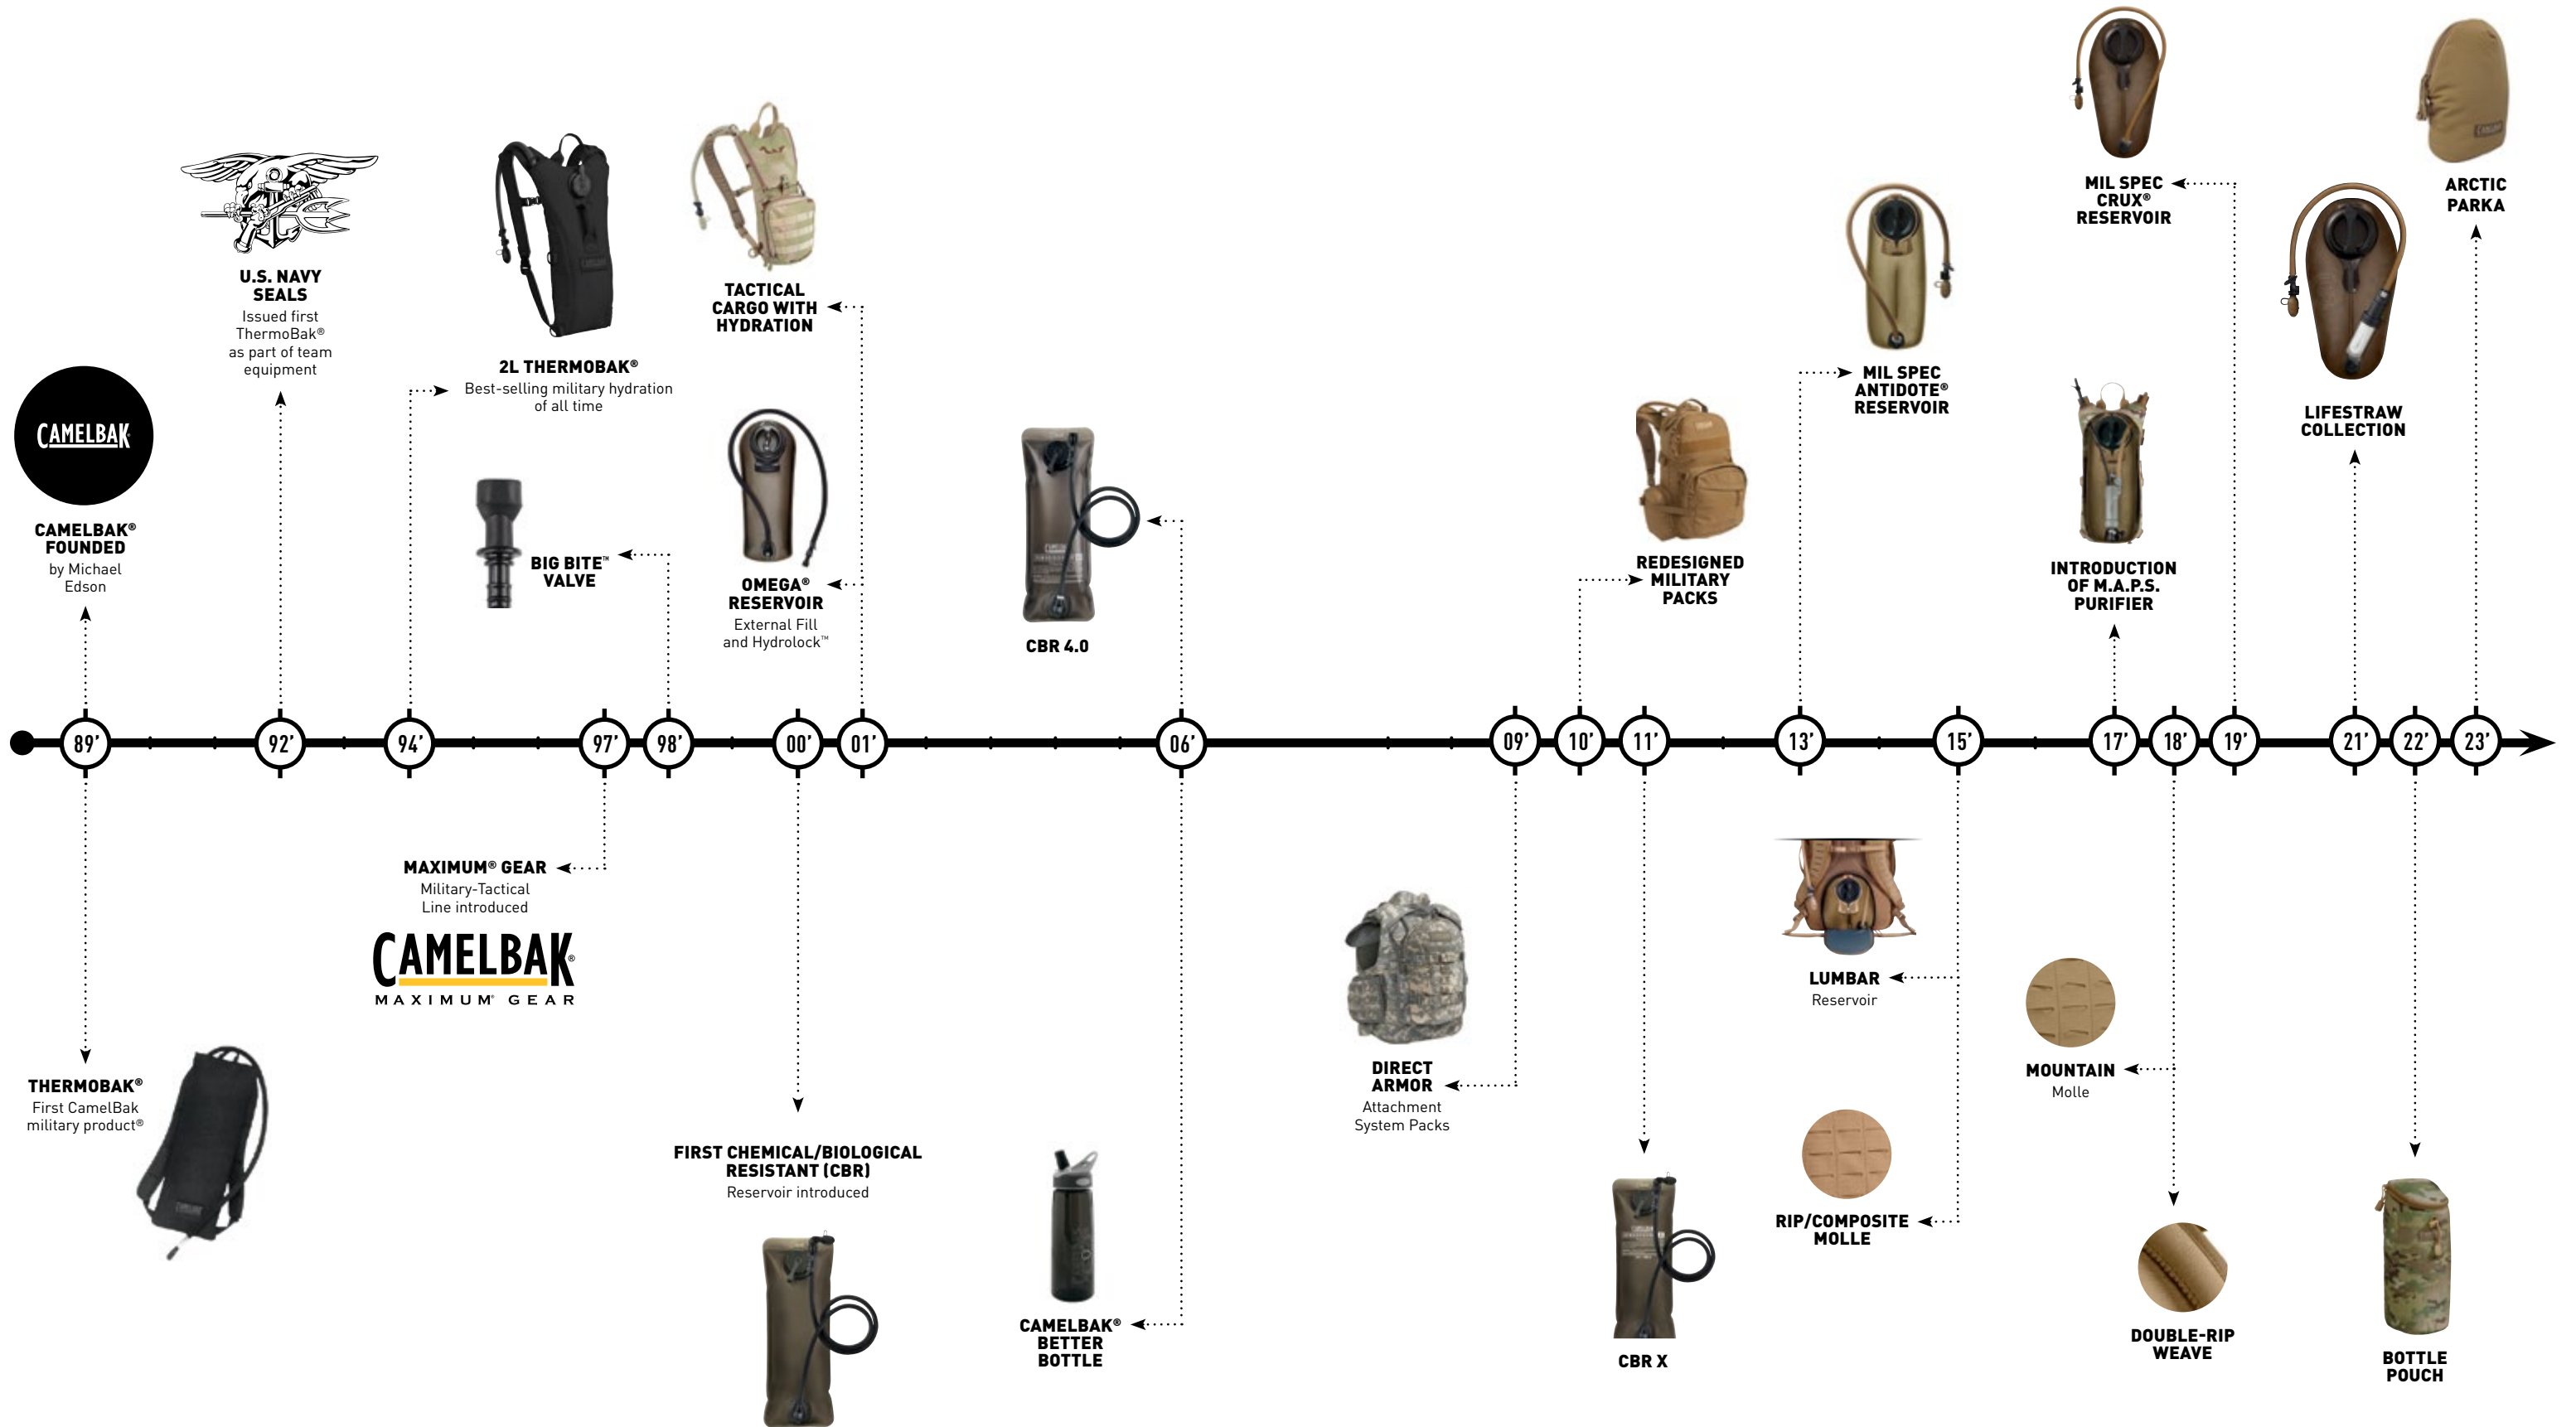 CAMELBAK
CAMELBAK®
FOUNDED
by Michael
Edson
U.S. NAVY
SEALS
Issued first
ThermoBak®
as part of team
equipment
2L THERMOBAK®
Best-selling military hydration
of all time
BIG BITE™
VALVE
TACTICAL
CARGO WITH
HYDRATION
OMEGA®
RESERVOIR
External Fill
and Hydrolock™
CBR 4.0
REDESIGNED
MILITARY
PACKS
MIL SPEC
ANTIDOTE®
RESERVOIR
INTRODUCTION
OF M.A.P.S.
PURIFIER
MIL SPEC
CRUX®
RESERVOIR
LIFESTRAW
COLLECTION
ARCTIC
PARKA
89’
92’
94’
97’
98’
00’
01’
06’
09’
10’
11’
13’
15’
17’
18’
19’
21’
22’
23’
THERMOBAK®
First CamelBak
military product®
MAXIMUM® GEAR
Military-Tactical
Line introduced
CAMELBAK®
MAXIMUM® GEAR
FIRST CHEMICAL/BIOLOGICAL
RESISTANT (CBR)
Reservoir introduced
CAMELBAK®
BETTER
BOTTLE
DIRECT
ARMOR
Attachment
System Packs
CBR X
LUMBAR
Reservoir
RIP/COMPOSITE
MOLLE
MOUNTAIN
Molle
DOUBLE-RIP
WEAVE
BOTTLE
POUCH